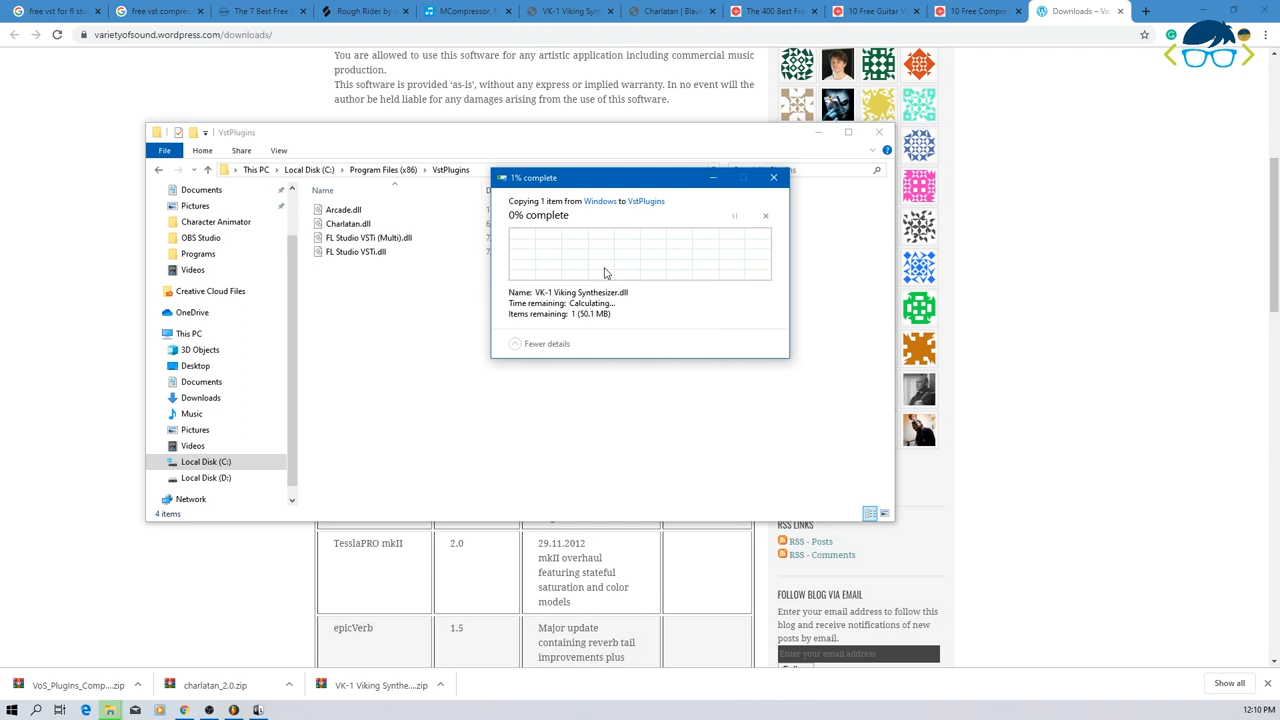 free vst for fl studio
free vst compres
The 7 Best Free
Rough Rider by
MCompressor, F
VK-1 Viking Synt
Charlatan | Blaul
The 400 Best Fre
10 Free Guitar V
10 Free Compres
Downloads – Var
varietyofsound.wordpress.com/downloads/
You are allowed to use this software for any artistic application including commercial music
production.
This software is provided ‘as-is’, without any express or implied warranty. In no event will the
author be held liable for any damages arising from the use of this software.
VstPlugins
File
Home
Share
View
This PC
Local Disk (C:)
Program Files (x86)
VstPlugins
Name
Documents
Pictures
Character Animator
OBS Studio
Programs
Videos
Creative Cloud Files
OneDrive
This PC
3D Objects
Desktop
Documents
Downloads
Music
Pictures
Videos
Local Disk (C:)
Local Disk (D:)
Network
4 items
Arcade.dll
Charlatan.dll
FL Studio VSTi (Multi).dll
FL Studio VSTi.dll
1% complete
Copying 1 item from Windows to VstPlugins
0% complete
Name: VK-1 Viking Synthesizer.dll
Time remaining: Calculating...
Items remaining: 1 (50.1 MB)
Fewer details
TesslaPRO mkII
2.0
29.11.2012
mkII overhaul
featuring stateful
saturation and color
models
epicVerb
1.5
Major update
containing reverb tail
improvements plus
RSS LINKS
RSS - Posts
RSS - Comments
FOLLOW BLOG VIA EMAIL
Enter your email address to follow this
blog and receive notifications of new
posts by email.
Enter your email address
VoS_PlugIns_Comp....zip
charlatan_2.0.zip
VK-1 Viking Synthe....zip
Show all
12:10 PM